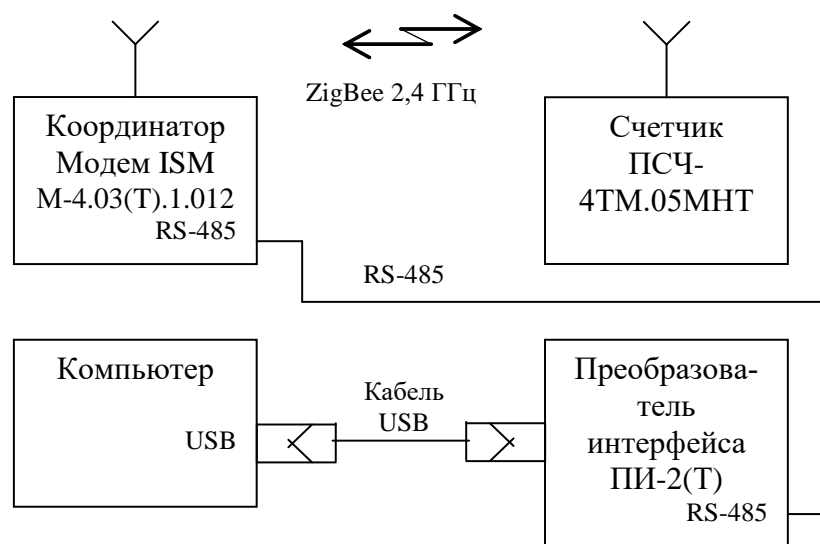 ZigBee 2,4 ГГц
Координатор
Модем ISM
М-4.03(Т).1.012
RS-485
Счетчик
ПСЧ-
4ТМ.05МНТ
RS-485
Компьютер
USB
Кабель
USB
Преобразова-
тель
интерфейса
ПИ-2(Т)
RS-485